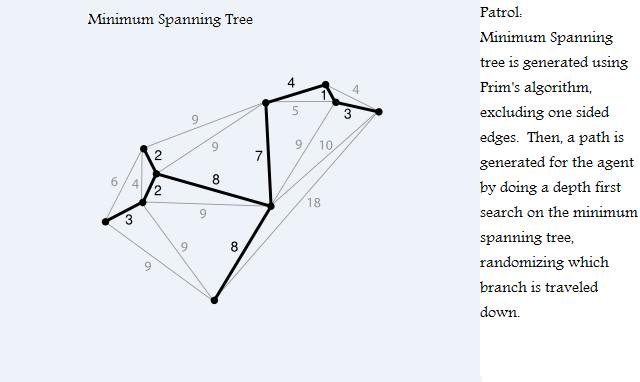 Minimum Spanning Tree
4
1
4
5
3
9
9
7
9
10
2
8
6
4
2
9
18
3
9
8
9
Patrol:
Minimum Spanning
tree is generated using
Prim's algorithm,
excluding one sided
edges. Then, a path is
generated for the agent
by doing a depth first
search on the minimum
spanning tree,
randomizing which
branch is traveled
down.